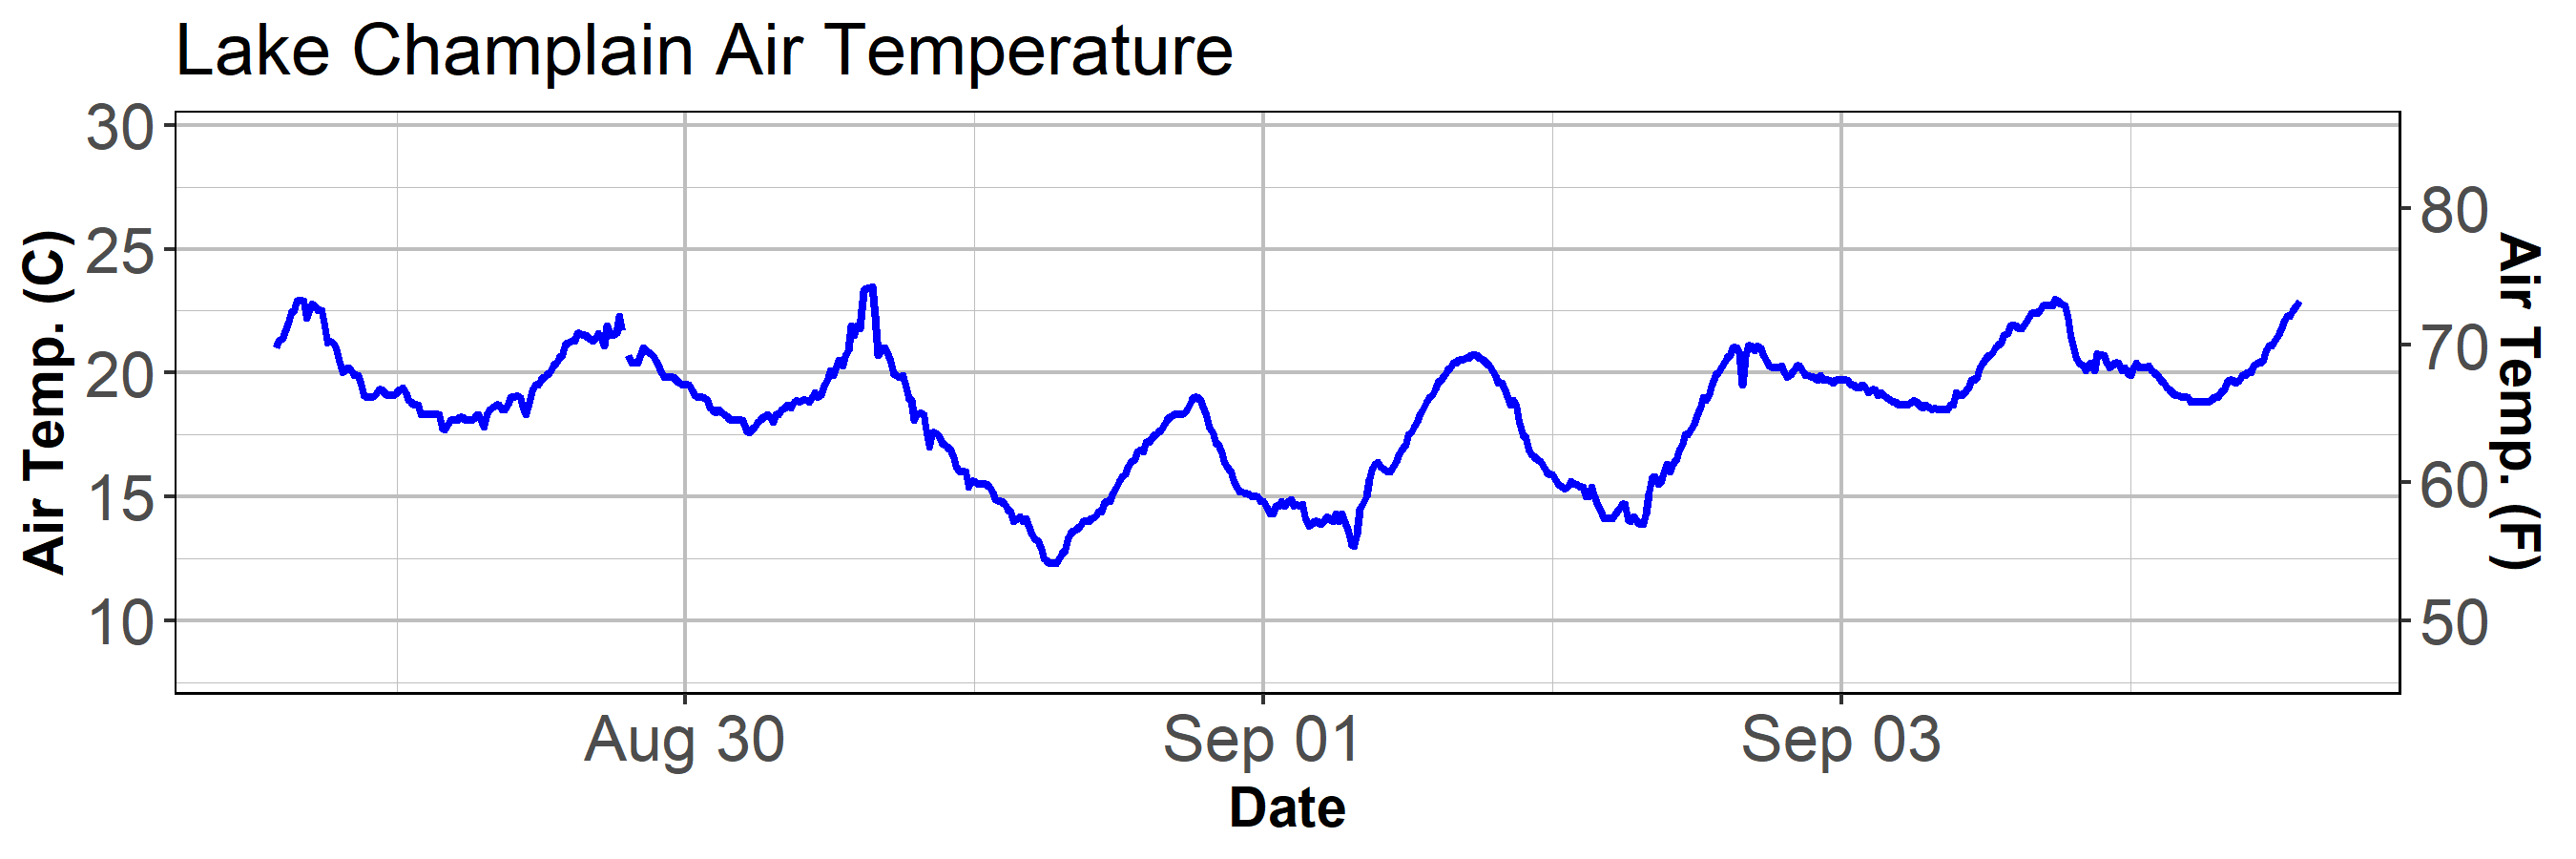 Lake Champlain Air Temperature
Air Temp. (C)
30
25
20
15
10
80
70
60
50
Air Temp. (F)
Aug 30
Sep 01
Sep 03
Date